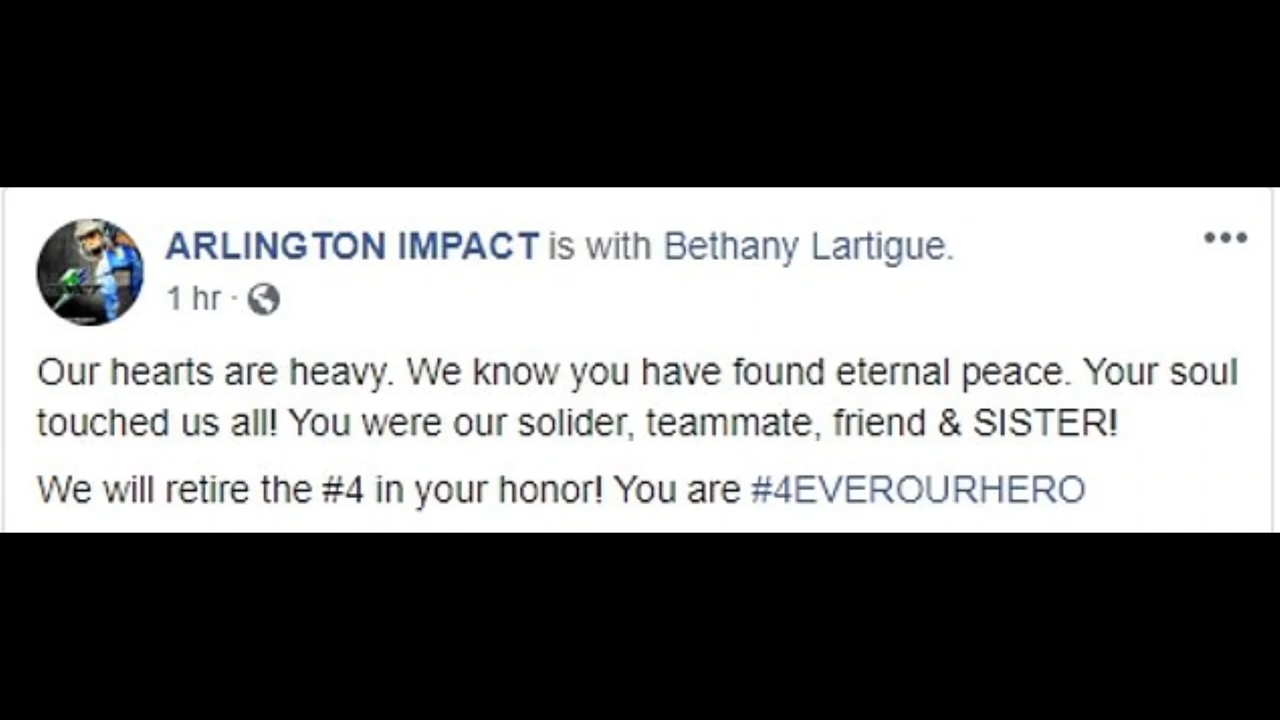 ARLINGTON IMPACT is with Bethany Lartigue.
1 hr ·
Our hearts are heavy. We know you have found eternal peace. Your soul
touched us all! You were our solider, teammate, friend & SISTER!
We will retire the #4 in your honor! You are #4EVEROURHERO